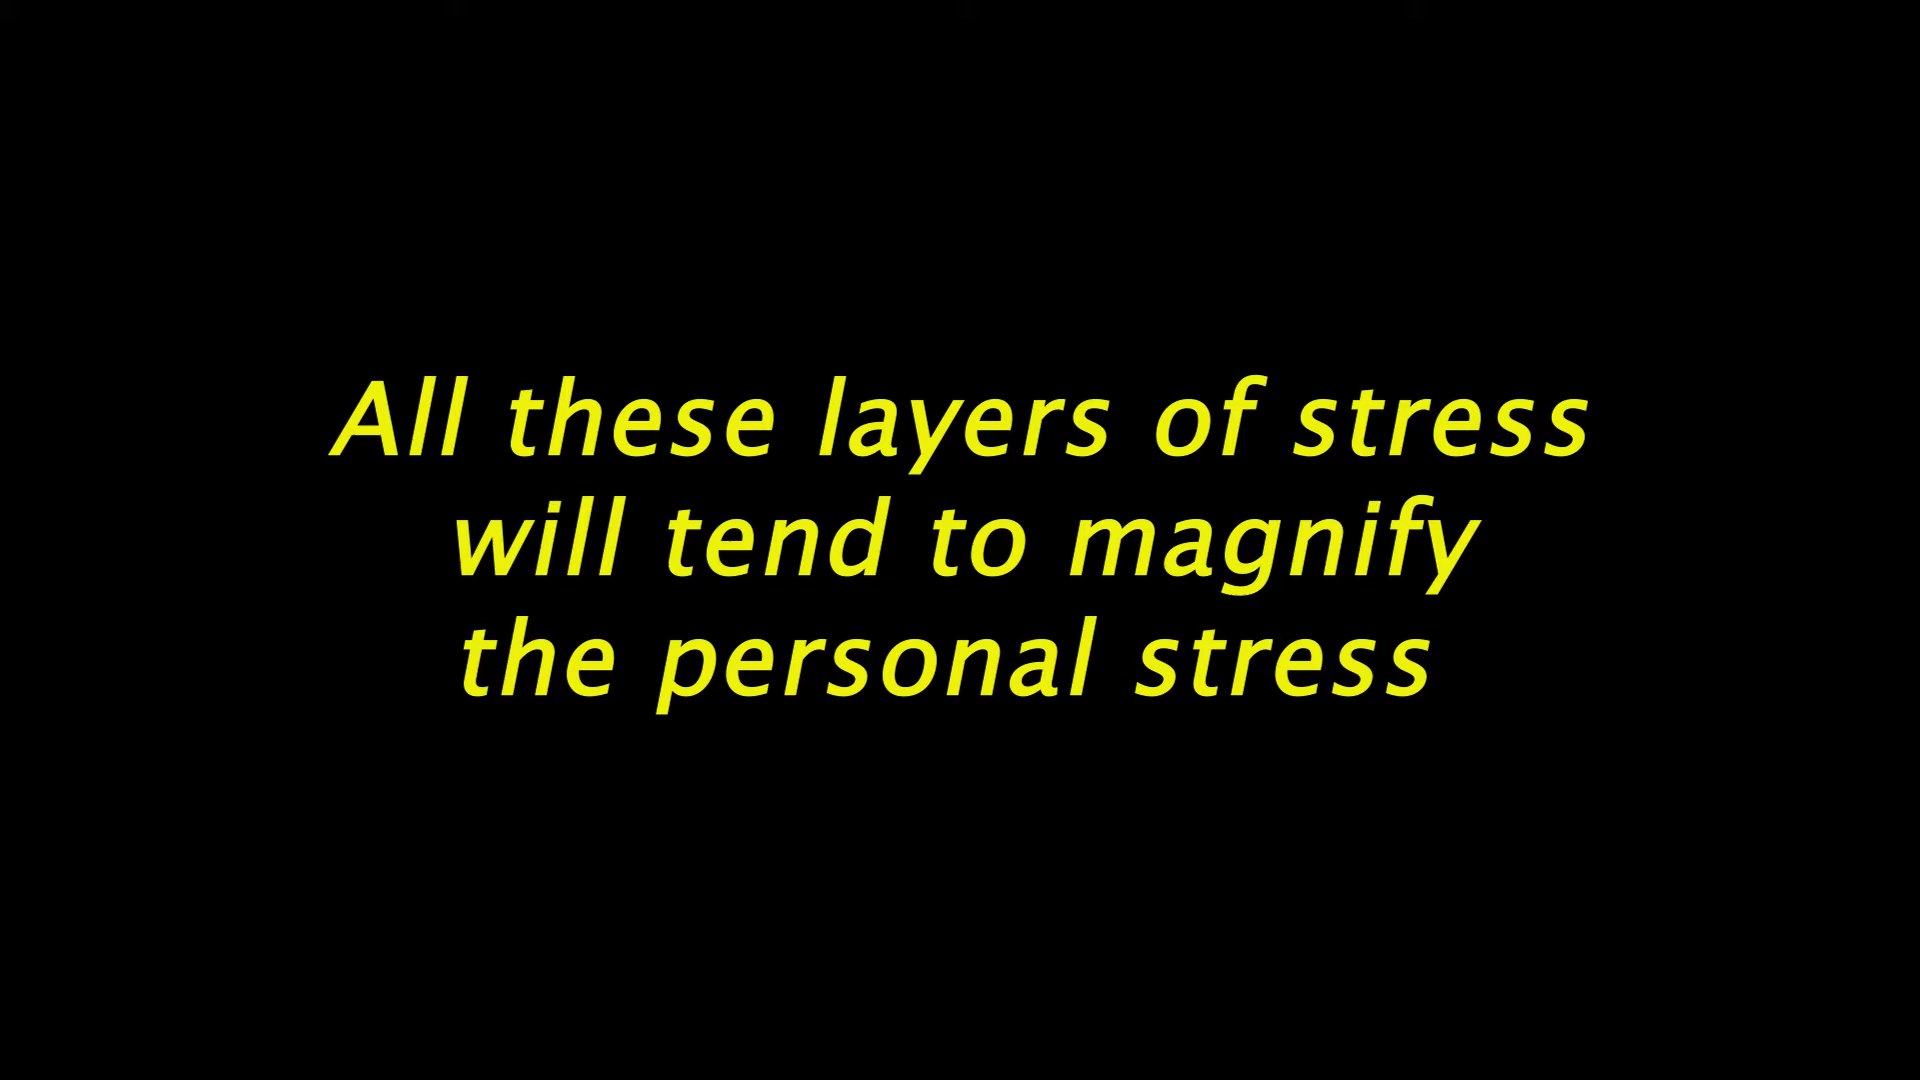 All these layers of stress
will tend to magnify
the personal stress